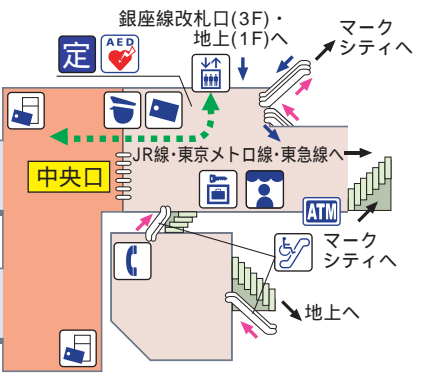 銀座線改札口(3F)・
地上(1F)へ
マーク
シティへ
定
AED
JR線・東京メトロ線・東急線へ
中央口
ATM
マーク
シティへ
地上へ